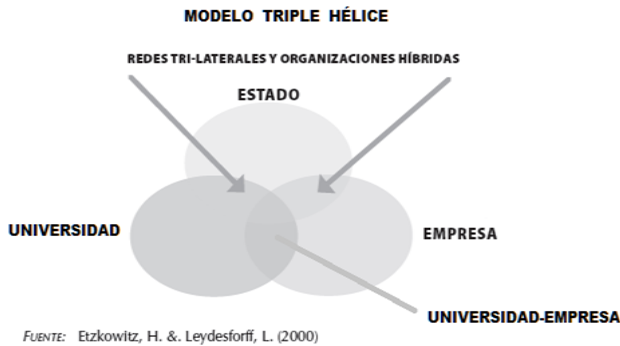 MODELO TRIPLE HÉLICE
REDES TRI-LATERALES Y ORGANIZACIONES HÍBRIDAS
ESTADO
UNIVERSIDAD
EMPRESA
UNIVERSIDAD-EMPRESA
FUENTE: Etzkowitz, H. &. Leydesforff, L. (2000)